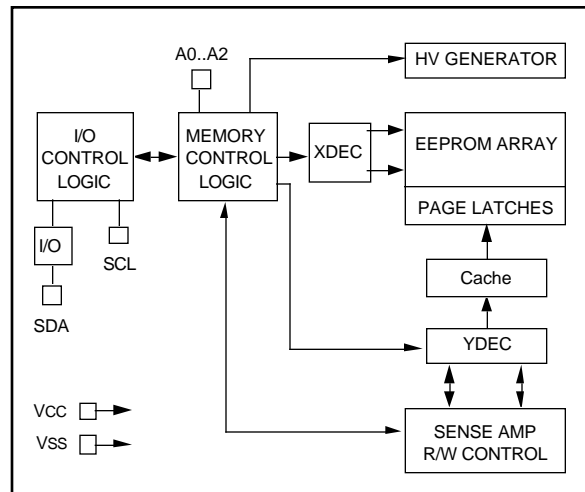 A0..A2
HV GENERATOR
I/O
CONTROL
LOGIC
MEMORY
CONTROL
LOGIC
XDEC
EEPROM ARRAY
PAGE LATCHES
I/O
SCL
SDA
Cache
YDEC
VCC
VSS
SENSE AMP
R/W CONTROL